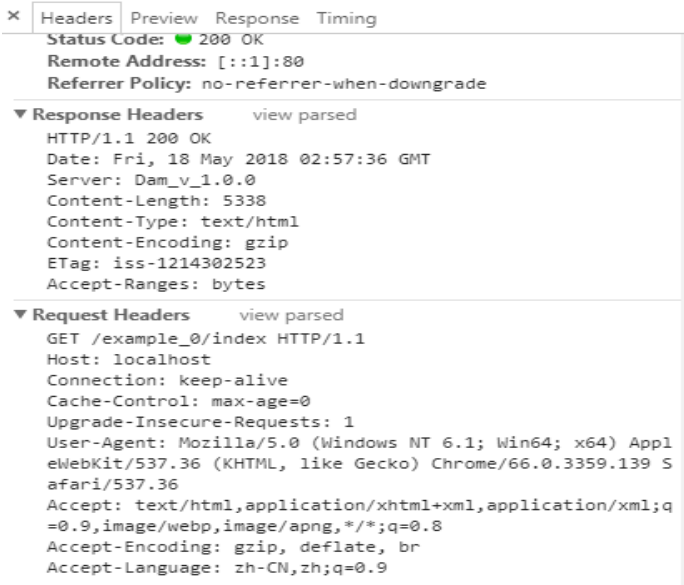 × Headers Preview Response Timing
Status Code: 200 OK
Remote Address: [::1]:80
Referrer Policy: no-referrer-when-downgrade
▼ Response Headers view parsed
HTTP/1.1 200 OK
Date: Fri, 18 May 2018 02:57:36 GMT
Server: Dam_v_1.0.0
Content-Length: 5338
Content-Type: text/html
Content-Encoding: gzip
ETag: iss-1214302523
Accept-Ranges: bytes
▼ Request Headers view parsed
GET /example_0/index HTTP/1.1
Host: localhost
Connection: keep-alive
Cache-Control: max-age=0
Upgrade-Insecure-Requests: 1
User-Agent: Mozilla/5.0 (Windows NT 6.1; Win64; x64) Appl
eWebKit/537.36 (KHTML, like Gecko) Chrome/66.0.3359.139 S
afari/537.36
Accept: text/html,application/xhtml+xml,application/xml;q
=0.9,image/webp,image/apng,*/*;q=0.8
Accept-Encoding: gzip, deflate, br
Accept-Language: zh-CN,zh;q=0.9